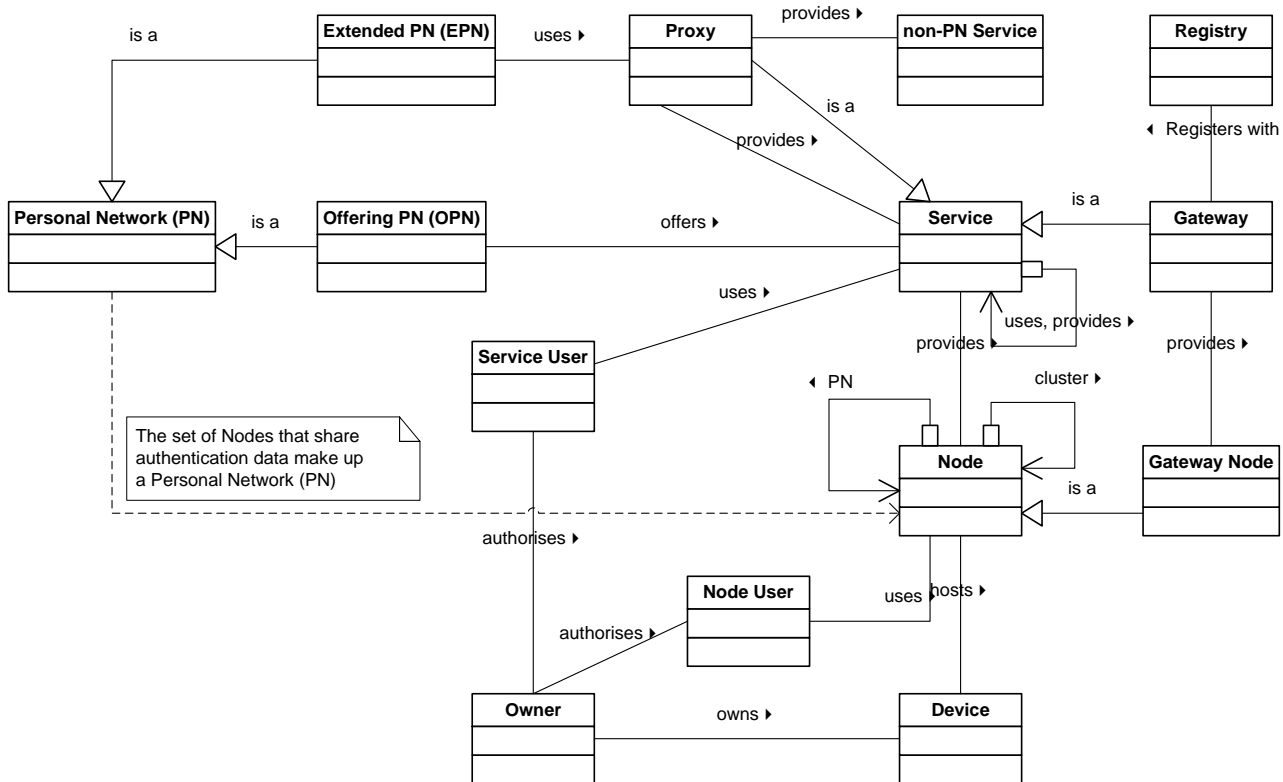 provides ▸
Extended PN (EPN)
Proxy
non-PN Service
Registry
is a
uses ▸
is a
◂ Registers with
provides ▸
Personal Network (PN)
Offering PN (OPN)
Service
Gateway
is a
is a
offers ▸
uses ▸
uses, provides ▸
provides ▸
provides ▸
Service User
◂ PN
cluster ▸
The set of Nodes that share
authentication data make up
a Personal Network (PN)
Node
Gateway Node
is a
authorises ▸
Node User
uses ▸
hosts ▸
authorises ▸
Owner
owns ▸
Device